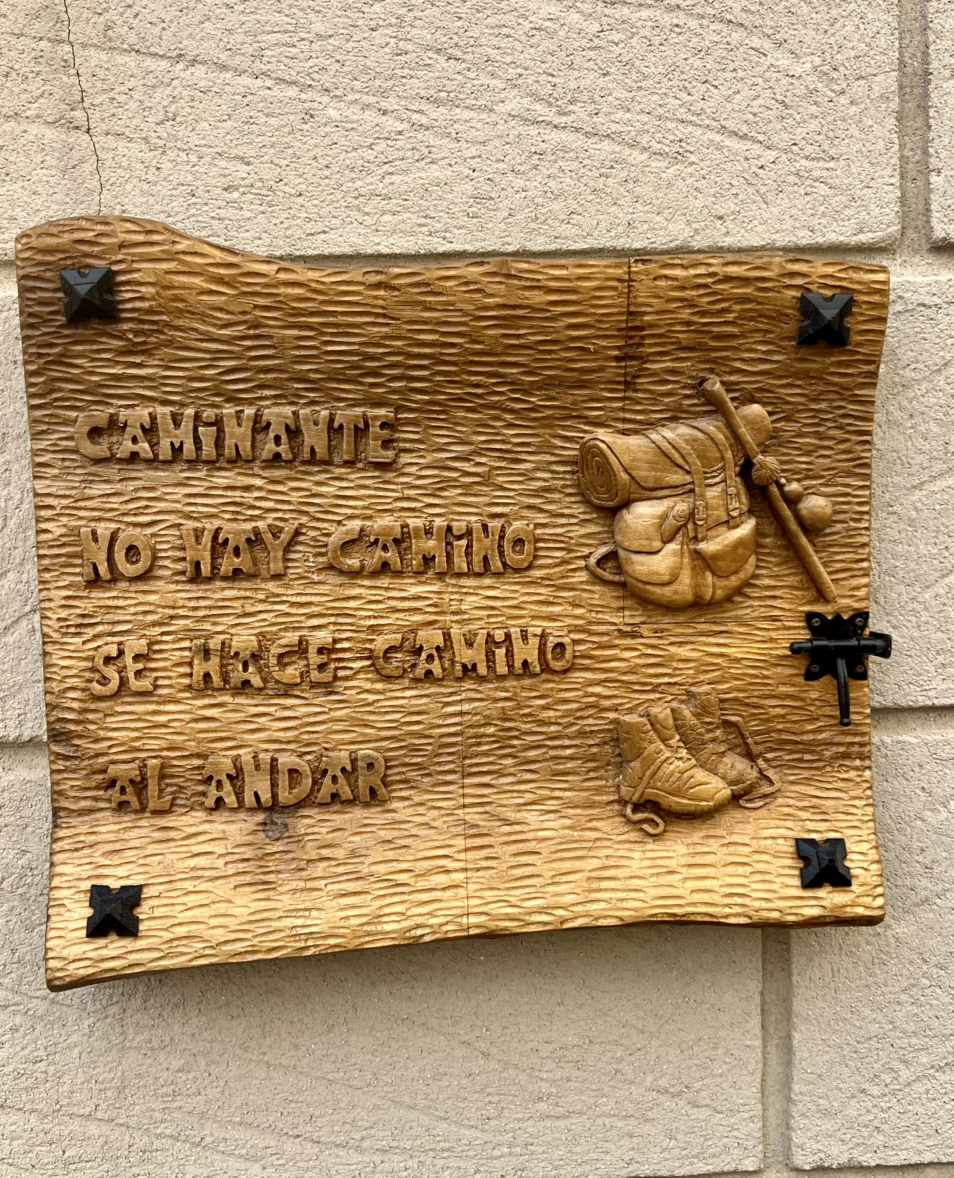 CAMiNANTE
NO HAY CAMiNO
SE HACE CAMiNO
AL ANDAR